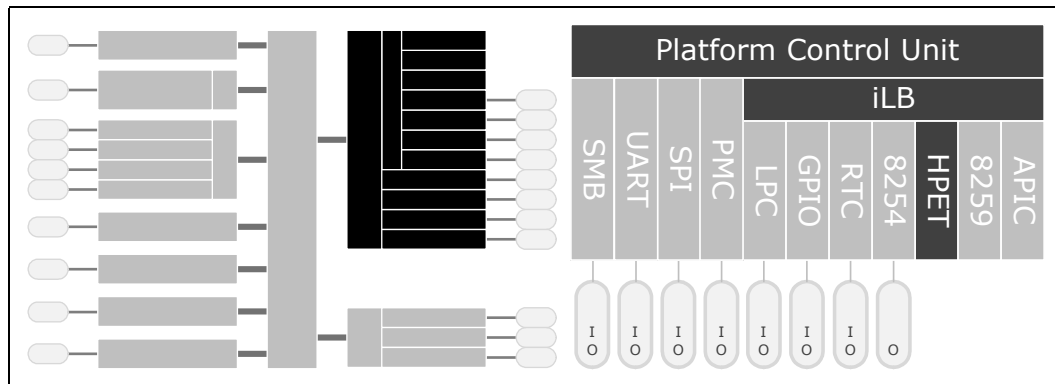 Platform Control Unit
iLB
SMB
UART
SPI
PMC
LPC
GPIO
RTC
8254
HPET
8259
APIC
I
O
I
O
I
O
I
O
I
O
I
O
I
O
O